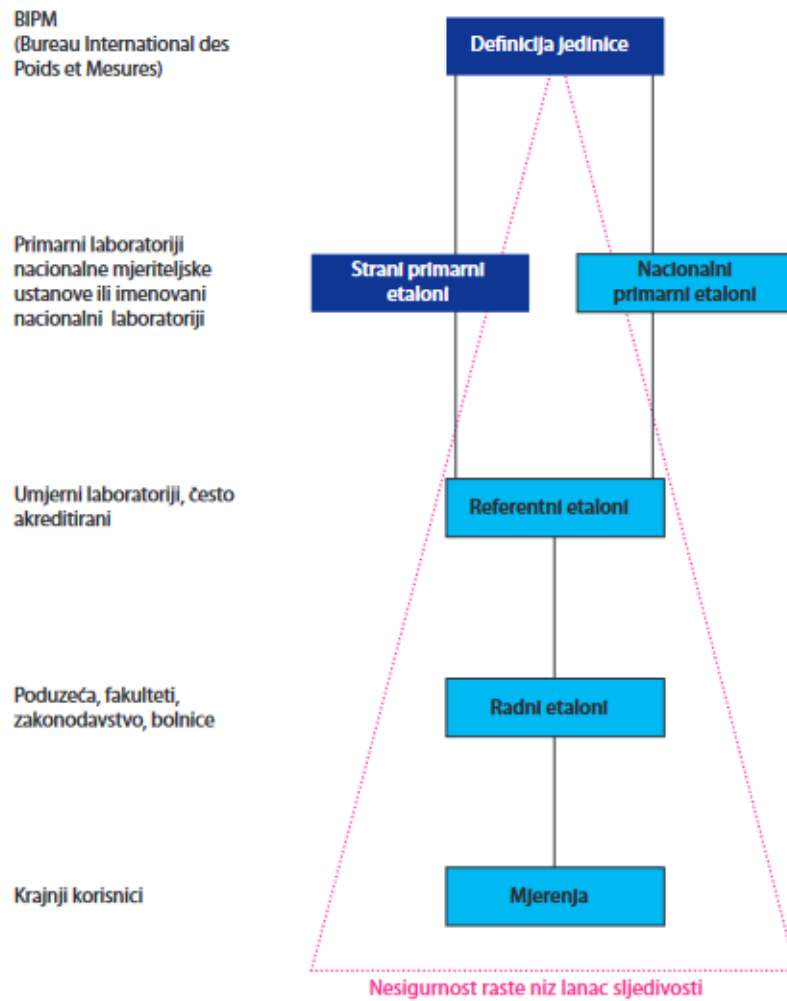 BIPM
(Bureau International des
Poids et Mesures)
Definicija jedinice
Primarni laboratoriji
nacionalne mjeriteljske
ustanove ili imenovani
nacionalni laboratoriji
Strani primarni
etaloni
Nacionalni
primarni etaloni
Umjerni laboratoriji, često
akreditirani
Referentni etaloni
Poduzeća, fakulteti,
zakonodavstvo, bolnice
Radni etaloni
Krajnji korisnici
Mjerenja
Nesigurnost raste niz lanac sljedivosti